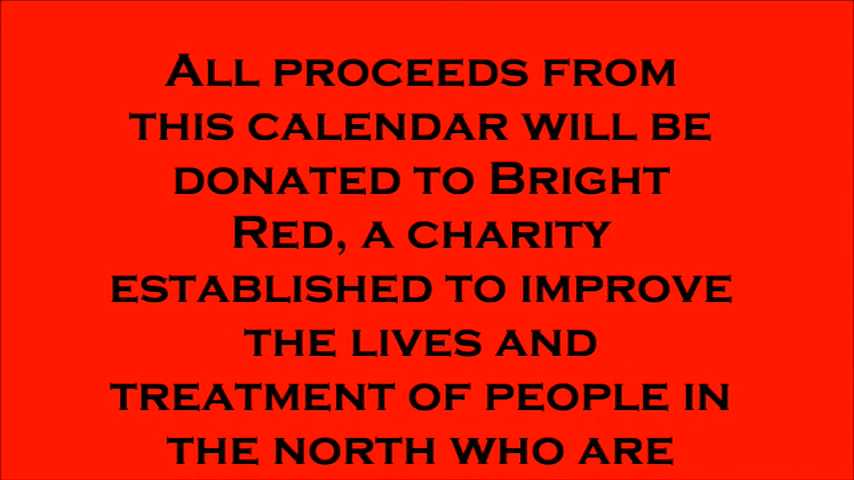 All proceeds from
this calendar will be
donated to Bright
Red, a charity
established to improve
the lives and
treatment of people in
the north who are